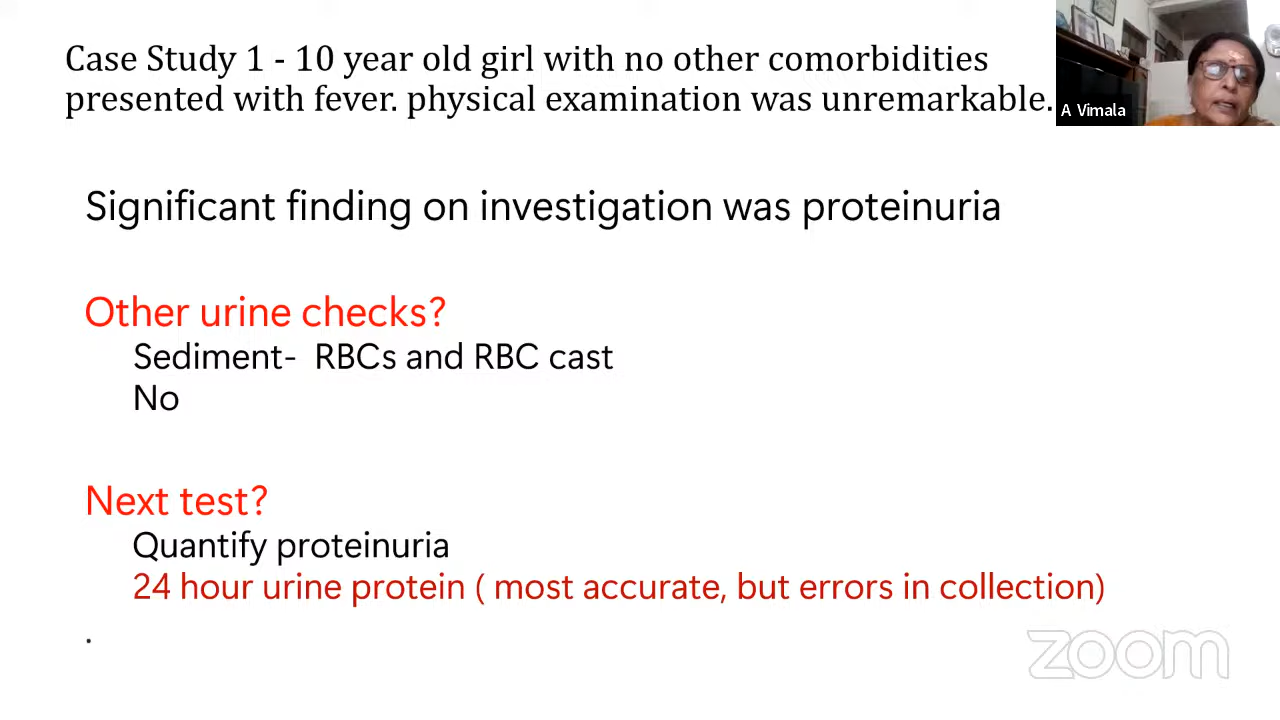 Case Study 1 - 10 year old girl with no other comorbidities
presented with fever. physical examination was unremarkable.
A Vimala
Significant finding on investigation was proteinuria
Other urine checks?
Sediment- RBCs and RBC cast
No
Next test?
Quantify proteinuria
24 hour urine protein ( most accurate, but errors in collection)
.
zoom